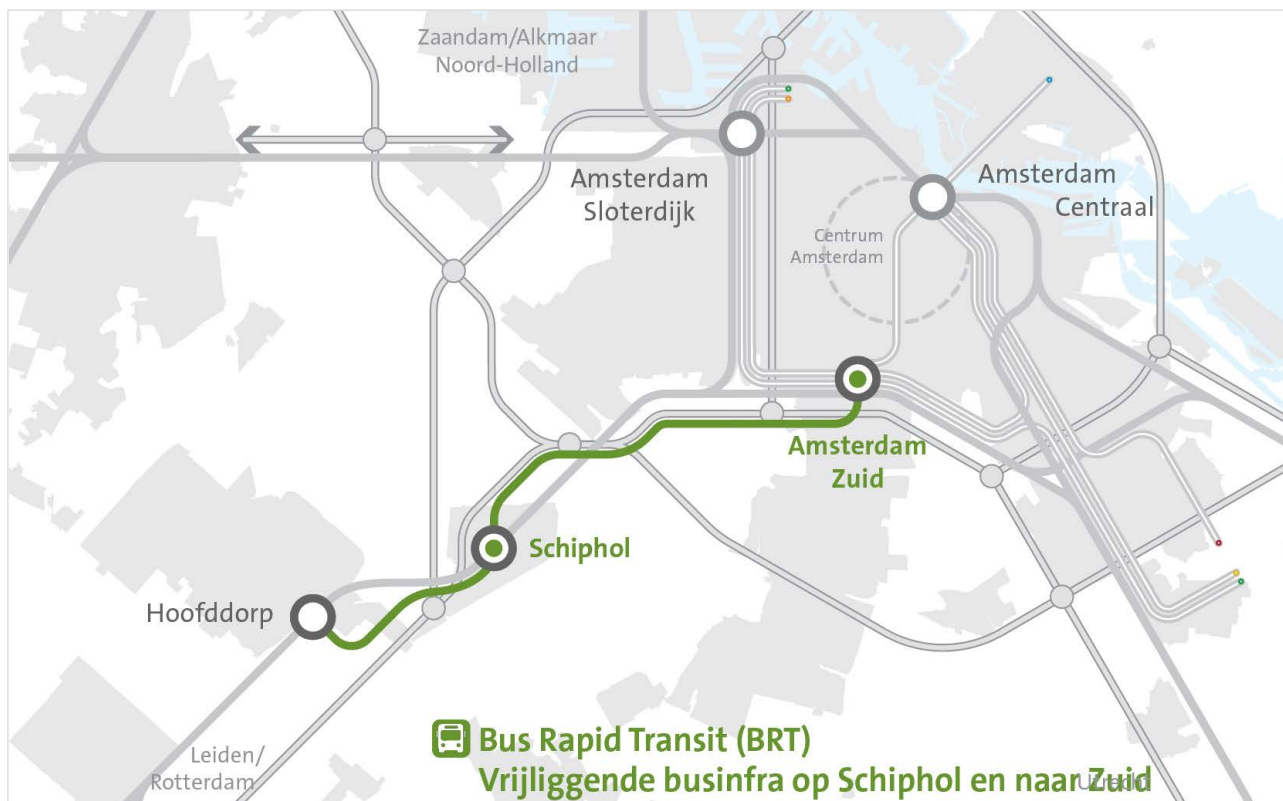 Zaandam/Alkmaar
Noord-Holland
Amsterdam
Sloterdijk
Amsterdam
Centraal
Centrum
Amsterdam
Amsterdam
Zuid
Schiphol
Hoofddorp
Leiden/
Rotterdam
Bus Rapid Transit (BRT)
Vrijliggende businfra op Schiphol en naar Zuid
Utrecht